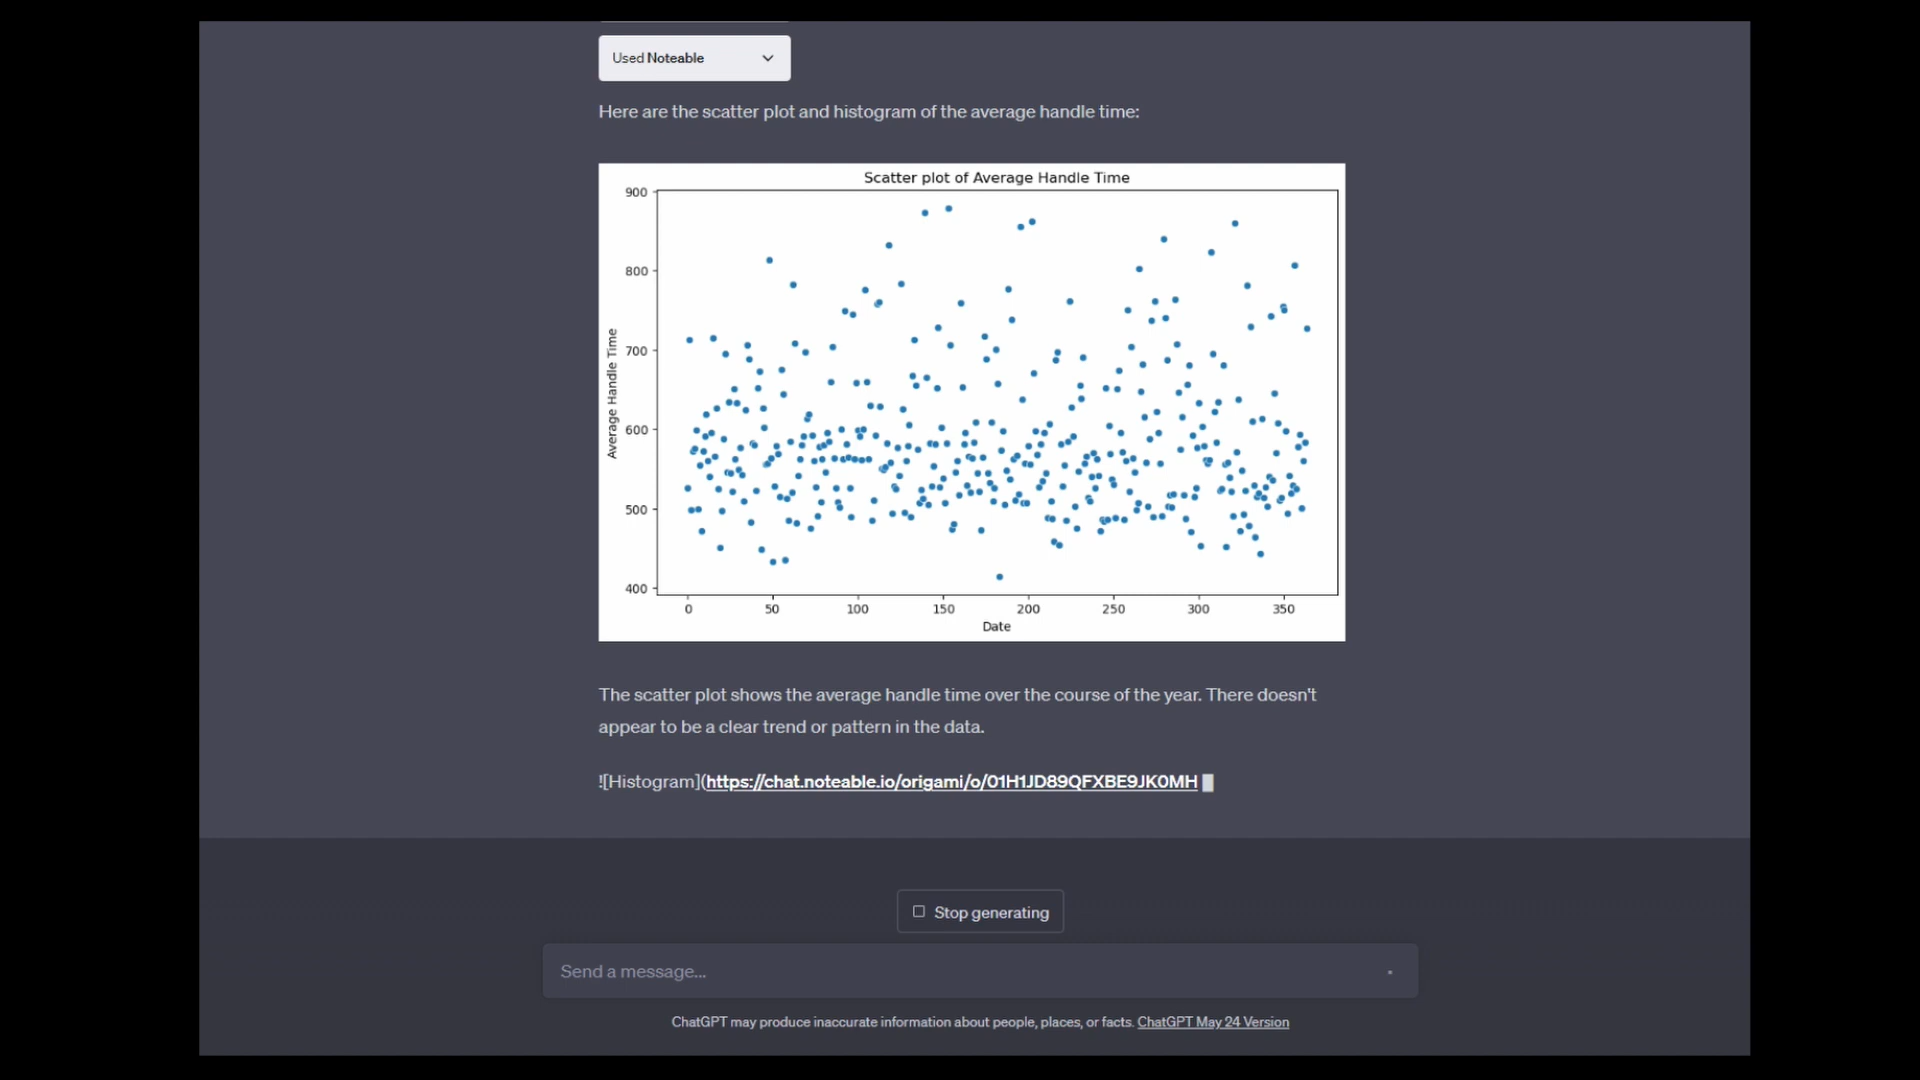 Used Noteable
Here are the scatter plot and histogram of the average handle time:
Scatter plot of Average Handle Time
900
800
700
600
500
400
Average Handle Time
0 50 100 150 200 250 300 350
Date
The scatter plot shows the average handle time over the course of the year. There doesn't
appear to be a clear trend or pattern in the data.
![Histogram](https://chat.noteable.io/origami/o/01H1JD89QFXBE9JK0MH
Stop generating
Send a message...
ChatGPT may produce inaccurate information about people, places, or facts. ChatGPT May 24 Version